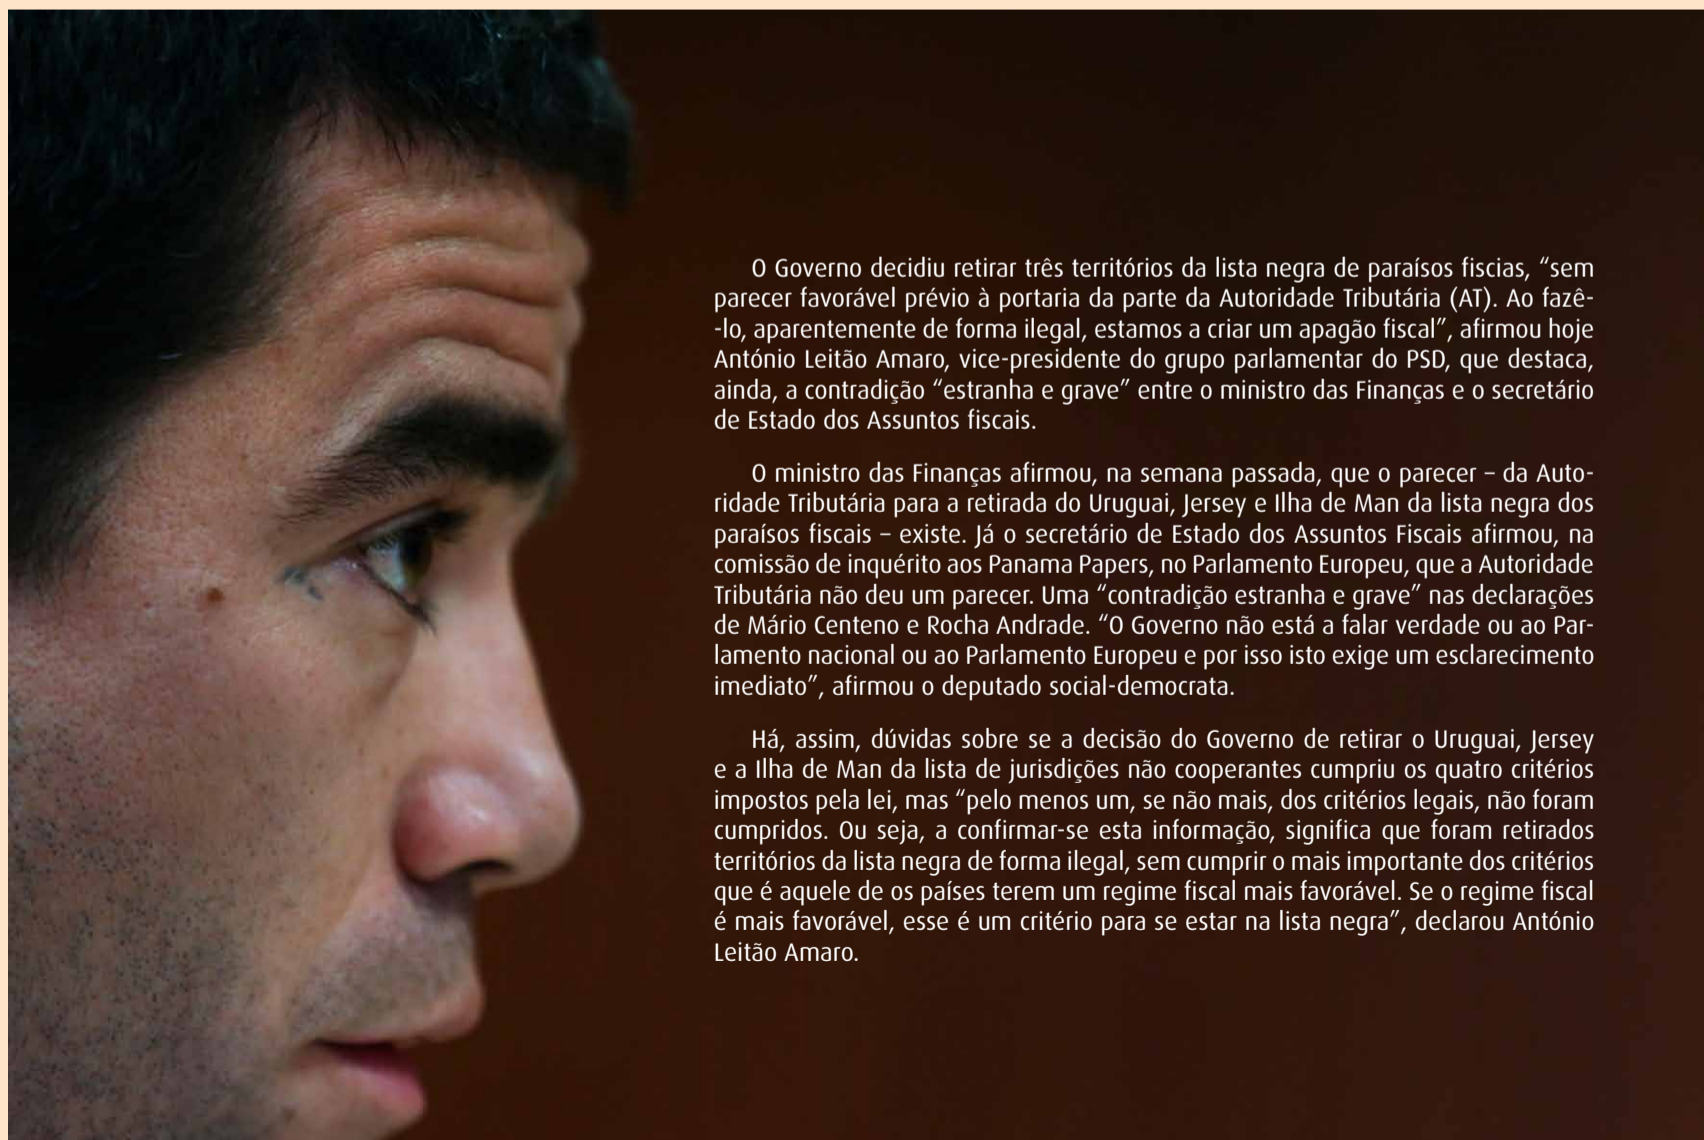 O Governo decidiu retirar três territórios da lista negra de paraísos fiscias, “sem
parecer favorável prévio à portaria da parte da Autoridade Tributária (AT). Ao fazê-
-lo, aparentemente de forma ilegal, estamos a criar um apagão fiscal”, afirmou hoje
António Leitão Amaro, vice-presidente do grupo parlamentar do PSD, que destaca,
ainda, a contradição “estranha e grave” entre o ministro das Finanças e o secretário
de Estado dos Assuntos fiscais.
O ministro das Finanças afirmou, na semana passada, que o parecer – da Auto-
ridade Tributária para a retirada do Uruguai, Jersey e Ilha de Man da lista negra dos
paraísos fiscais – existe. Já o secretário de Estado dos Assuntos Fiscais afirmou, na
comissão de inquérito aos Panama Papers, no Parlamento Europeu, que a Autoridade
Tributária não deu um parecer. Uma “contradição estranha e grave” nas declarações
de Mário Centeno e Rocha Andrade. “O Governo não está a falar verdade ou ao Par-
lamento nacional ou ao Parlamento Europeu e por isso isto exige um esclarecimento
imediato”, afirmou o deputado social-democrata.
Há, assim, dúvidas sobre se a decisão do Governo de retirar o Uruguai, Jersey
e a Ilha de Man da lista de jurisdições não cooperantes cumpriu os quatro critérios
impostos pela lei, mas “pelo menos um, se não mais, dos critérios legais, não foram
cumpridos. Ou seja, a confirmar-se esta informação, significa que foram retirados
territórios da lista negra de forma ilegal, sem cumprir o mais importante dos critérios
que é aquele de os países terem um regime fiscal mais favorável. Se o regime fiscal
é mais favorável, esse é um critério para se estar na lista negra”, declarou António
Leitão Amaro.